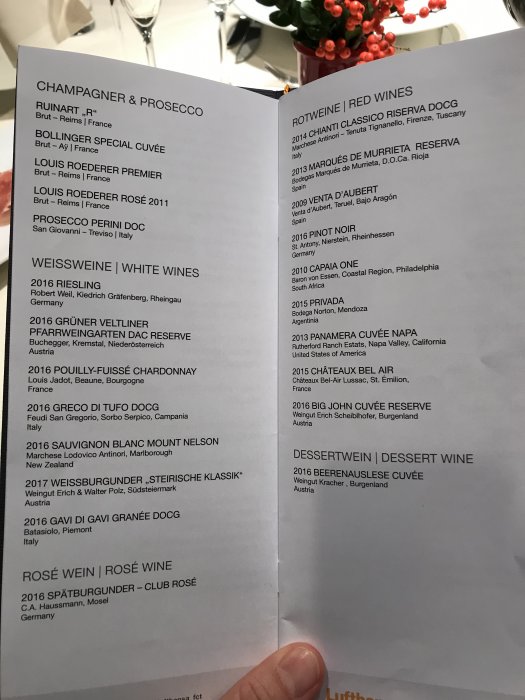 CHAMPAGNER & PROSECCO
RUINART „R“
Brut – Reims | France
BOLLINGER SPECIAL CUVÉE
Brut – Aÿ | France
LOUIS ROEDERER PREMIER
Brut – Reims | France
LOUIS ROEDERER ROSÉ 2011
Brut – Reims | France
PROSECCO PERINI DOC
San Giovanni – Treviso | Italy
WEISSWEINE | WHITE WINES
2016 RIESLING
Robert Weil, Kiedrich Gräfenberg, Rheingau
Germany
2016 GRÜNER VELTLINER
PFARRWEINGARTEN DAC RESERVE
Buchegger, Kremstal, Niederösterreich
Austria
2016 POUILLY-FUISSÉ CHARDONNAY
Louis Jadot, Beaune, Bourgogne
France
2016 GRECO DI TUFO DOCG
Feudi San Gregorio, Sorbo Serpico, Campania
Italy
2016 SAUVIGNON BLANC MOUNT NELSON
Marchese Lodovico Antinori, Marlborough
New Zealand
2017 WEISSBURGUNDER „STEIRISCHE KLASSIK“
Weingut Erich & Walter Polz, Südsteiermark
Austria
2016 GAVI DI GAVI GRANÉE DOCG
Batasiolo, Piemont
Italy
ROSÉ WEIN | ROSÉ WINE
2016 SPÄTBURGUNDER – CLUB ROSÉ
C.A. Haussmann, Mosel
Germany
ROTWEINE | RED WINES
2014 CHIANTI CLASSICO RISERVA DOCG
Marchese Antinori – Tenuta Tignanello, Firenze, Tuscany
Italy
2013 MARQUÉS DE MURRIETA RESERVA
Bodegas Marqués de Murrieta, D.O.Ca. Rioja
Spain
2009 VENTA D’AUBERT
Venta d’Aubert, Teruel, Bajo Aragón
Spain
2016 PINOT NOIR
St. Antony, Nierstein, Rheinhessen
Germany
2010 CAPAIA ONE
Baron von Essen, Coastal Region, Philadelphia
South Africa
2015 PRIVADA
Bodega Norton, Mendoza
Argentinia
2013 PANAMERA CUVÉE NAPA
Rutherford Ranch Estats, Napa Valley, California
United States of America
2015 CHÂTEAUX BEL AIR
Châteaux Bel-Air Lussac, St. Emilion,
France
2016 BIG JOHN CUVÉE RESERVE
Weingut Erich Scheiblhofer, Burgenland
Austria
DESSERTWEIN | DESSERT WINE
2016 BEERENAUSLESE CUVÉE
Weingut Kracher , Burgenland
Austria